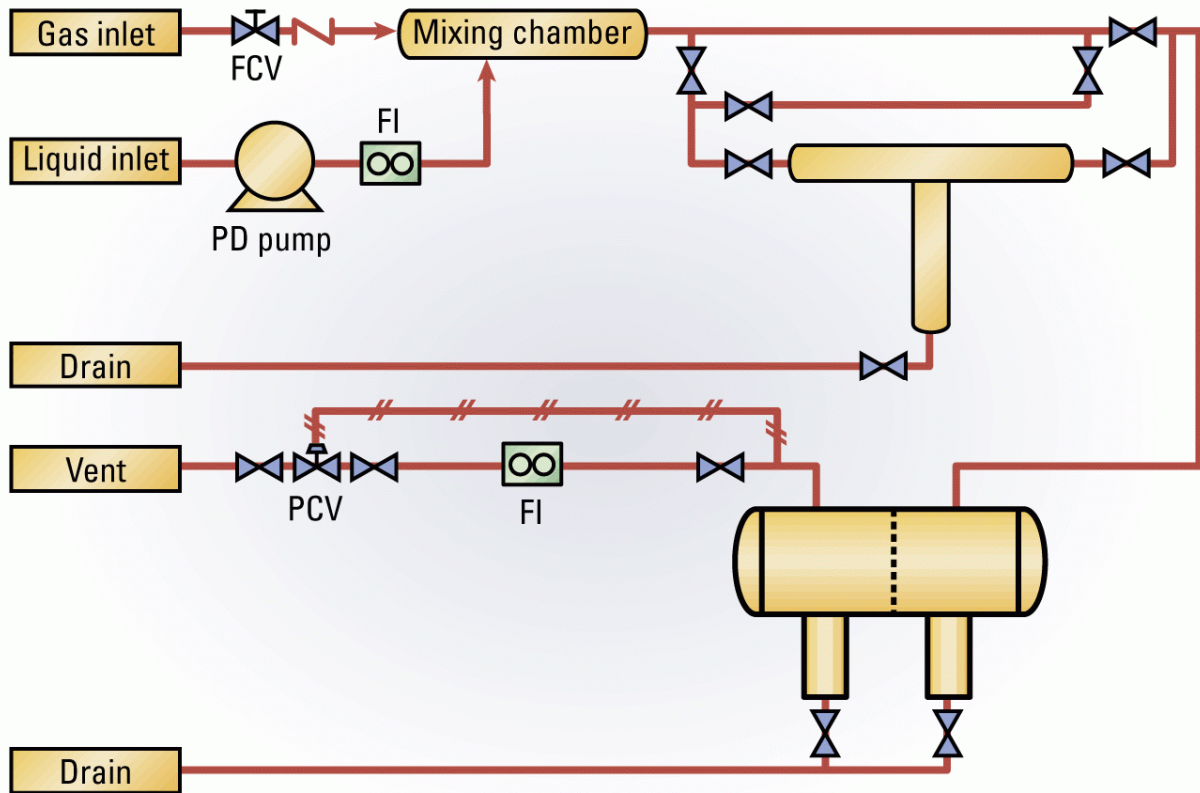 Gas inlet
FCV
Mixing chamber
FI
Liquid inlet
PD pump
Drain
Vent
PCV
FI
Drain